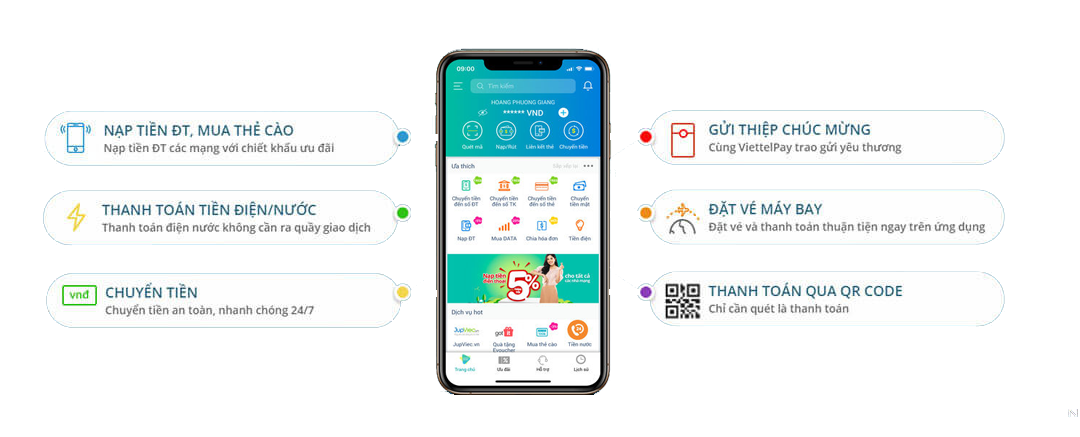 NẠP TIỀN ĐT, MUA THẺ CÀO
Nạp tiền ĐT các mạng với chiết khấu ưu đãi
THANH TOÁN TIỀN ĐIỆN/NƯỚC
Thanh toán điện nước không cần ra quầy giao dịch
vnđ
CHUYỂN TIỀN
Chuyển tiền an toàn, nhanh chóng 24/7
09:00
Tìm kiếm
HOANG PHUONG GIANG
****** VND
Quét mã Nạp/Rút Liên kết thẻ Chuyển tiền
Ưa thích
Chuyển tiền Chuyển tiền Chuyển tiền Chuyển tiền
đến số ĐT đến số TK đến số thẻ tiền mặt
Nạp ĐT Mua DATA Chia hóa đơn Tiền điện
Nạp tiền
điện thoại
5%
cho tất cả
các nhà mạng
Dịch vụ hot
JupViec.vn
got it
24
JupViec.vn Quà tặng Mua thẻ cào Tiền nước
Evoucher
Trang chủ Ưu đãi Hỗ trợ Lịch sử
GỬI THIỆP CHÚC MỪNG
Cùng ViettelPay trao gửi yêu thương
ĐẶT VÉ MÁY BAY
Đặt vé và thanh toán thuận tiện ngay trên ứng dụng
THANH TOÁN QUA QR CODE
Chỉ cần quét là thanh toán